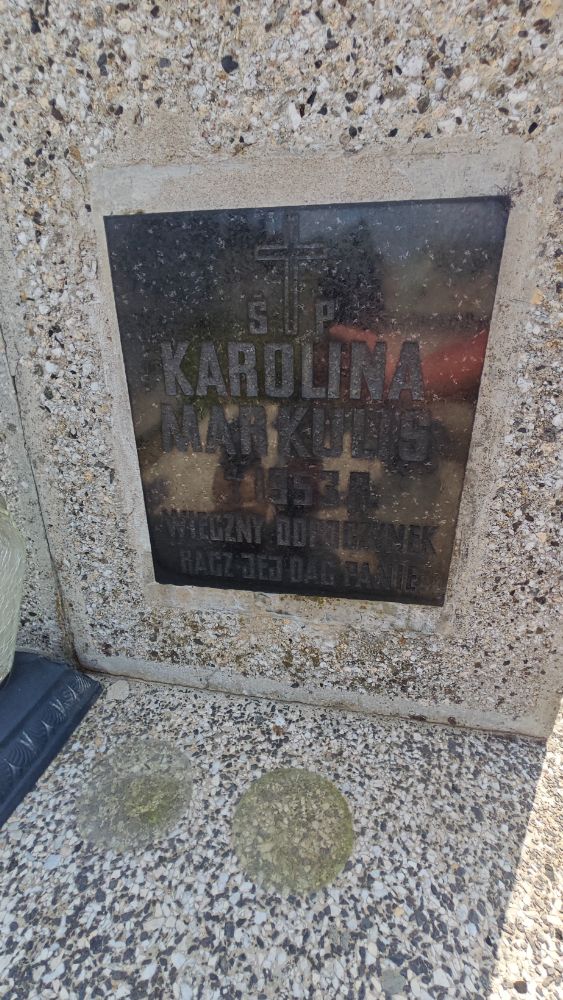 Ś P
KAROLINA
MARKULIS
1953 R.
WIECZNY ODPOCZYNEK
RACZ JEJ DAĆ PANIE